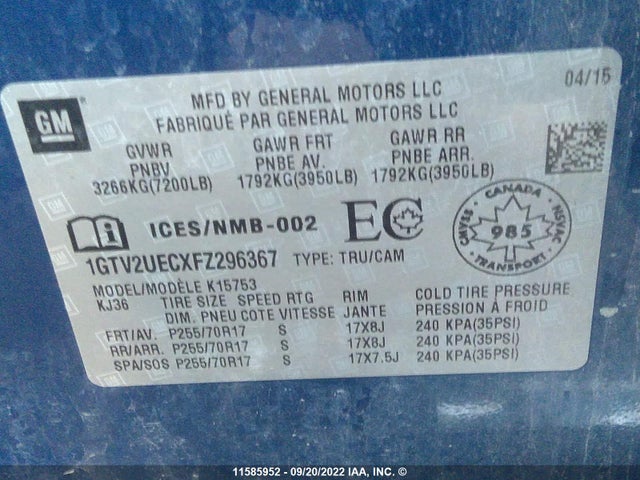 GM
MFD BY GENERAL MOTORS LLC
04/15
FABRIQUÉ PAR GENERAL MOTORS LLC
GVWR GAWR FRT GAWR RR
PNBV PNBE AV. PNBE ARR.
3266KG(7200LB) 1792KG(3950LB) 1792KG(3950LB)
ICES/NMB-002 EC
CANADA
CMVSS NSVAC
985
TRANSPORT
1GTV2UECXFZ296367 TYPE: TRU/CAM
MODEL/MODÈLE K15753
KJ36 TIRE SIZE SPEED RTG RIM COLD TIRE PRESSURE
DIM. PNEU COTE VITESSE JANTE PRESSION À FROID
FRT/AV. P255/70R17 S 17X8J 240 KPA(35PSI)
RR/ARR. P255/70R17 S 17X8J 240 KPA(35PSI)
SPA/SOS P255/70R17 S 17X7.5J 240 KPA(35PSI)
11585952 - 09/20/2022 IAA, INC. ©